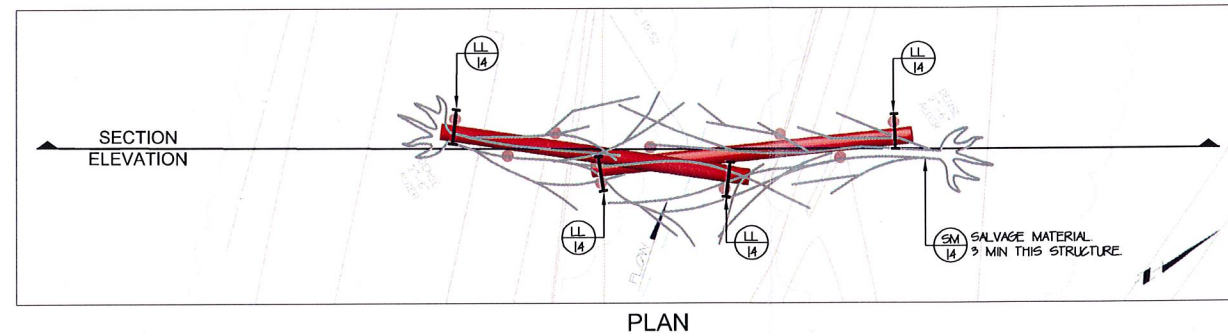 LL
14
LL
14
SECTION
ELEVATION
LL
14
LL
14
SM
14
SALVAGE MATERIAL.
3 MIN THIS STRUCTURE.
FLOW
PLAN